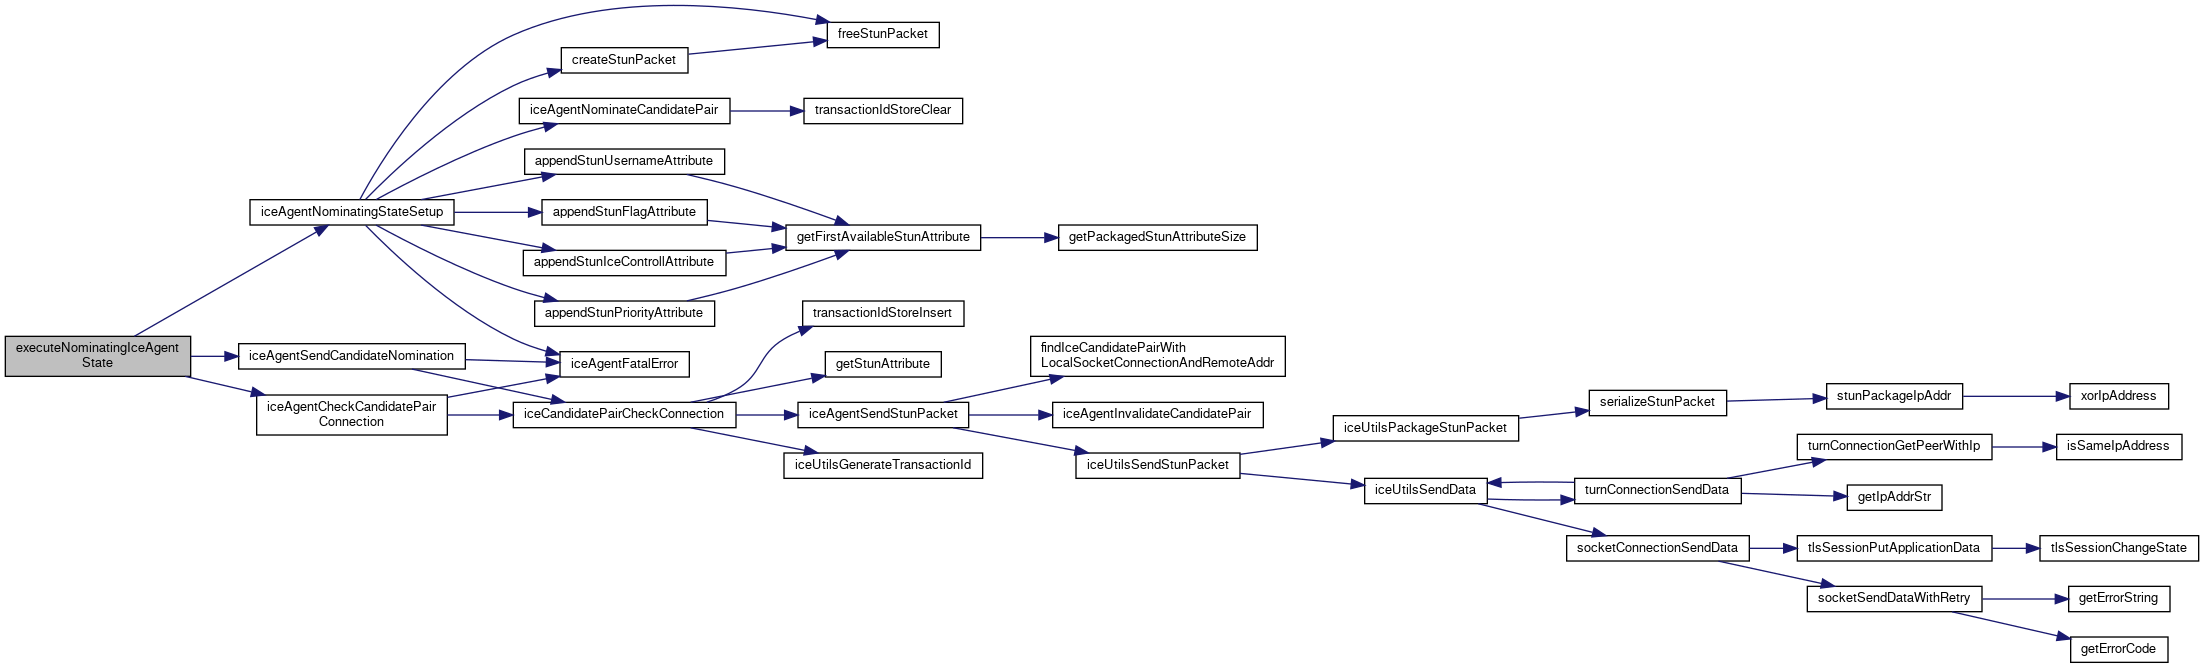 executeNominatingIceAgent
State
iceAgentNominatingStateSetup
iceAgentSendCandidateNomination
iceAgentCheckCandidatePair
Connection
freeStunPacket
createStunPacket
iceAgentNominateCandidatePair
transactionIdStoreClear
appendStunUsernameAttribute
appendStunFlagAttribute
getFirstAvailableStunAttribute
getPackagedStunAttributeSize
appendStunIceControllAttribute
appendStunPriorityAttribute
iceAgentFatalError
iceCandidatePairCheckConnection
transactionIdStoreInsert
getStunAttribute
iceAgentSendStunPacket
iceUtilsGenerateTransactionId
findIceCandidatePairWith
LocalSocketConnectionAndRemoteAddr
iceAgentInvalidateCandidatePair
iceUtilsSendStunPacket
iceUtilsPackageStunPacket
serializeStunPacket
stunPackageIpAddr
xorIpAddress
iceUtilsSendData
turnConnectionSendData
turnConnectionGetPeerWithIp
isSameIpAddress
getIpAddrStr
socketConnectionSendData
tlsSessionPutApplicationData
tlsSessionChangeState
socketSendDataWithRetry
getErrorString
getErrorCode